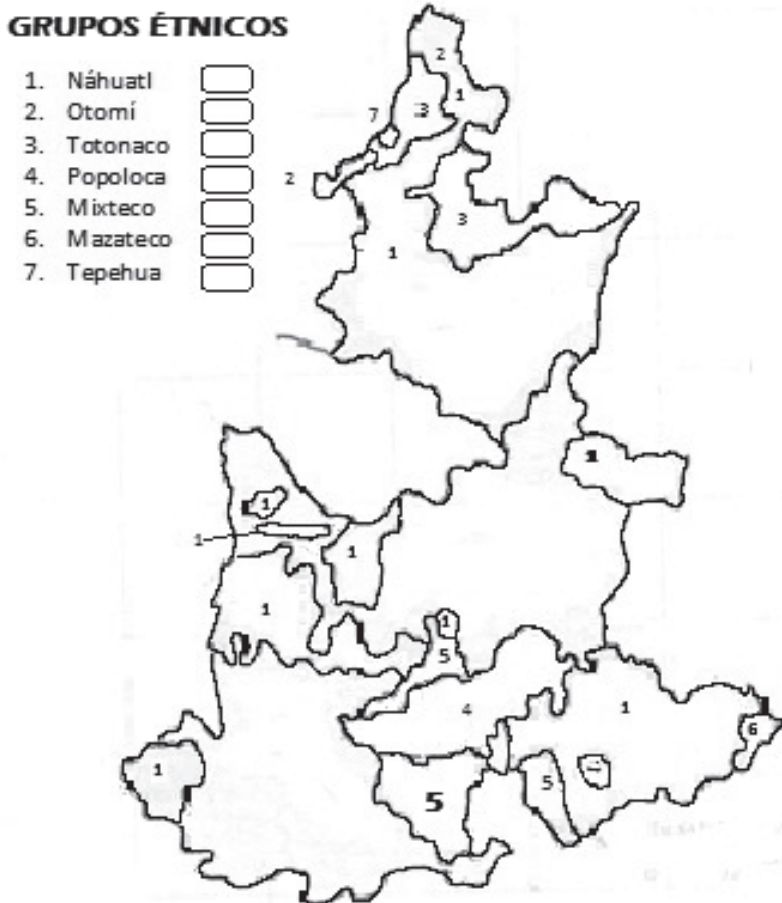 GRUPOS ÉTNICOS
1. Náhuatl
2. Otomí
3. Totonaco
4. Popoloca
5. Mixteco
6. Mazateco
7. Tepehua
2
1
7
3
2
3
1
1
1
1
1
1
1
5
4
1
6
1
5
5